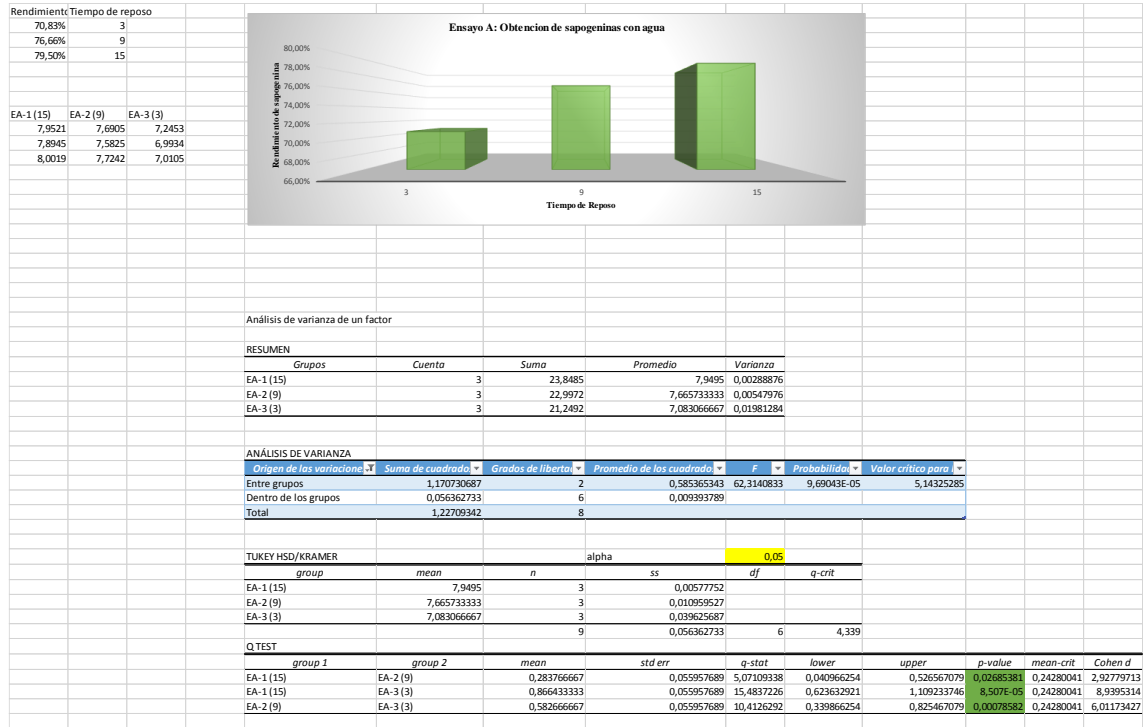 Rendimiento Tiempo de reposo
70,83% 3
76,66% 9
79,50% 15
EA-1 (15) EA-2 (9) EA-3 (3)
7,9521 7,6905 7,2453
7,8945 7,5825 6,9934
8,0019 7,7242 7,0105
Ensayo A: Obtencion de sapogeninas con agua
Rendimiento de sapogenina
80,00%
78,00%
76,00%
74,00%
72,00%
70,00%
68,00%
66,00%
3 9 15
Tiempo de Reposo
Análisis de varianza de un factor
RESUMEN
Grupos Cuenta Suma Promedio Varianza
EA-1 (15) 3 23,8485 7,9495 0,00288876
EA-2 (9) 3 22,9972 7,665733333 0,00547976
EA-3 (3) 3 21,2492 7,083066667 0,01981284
ANÁLISIS DE VARIANZA
Origen de las variacione Suma de cuadrado Grados de liberta Promedio de los cuadrado F Probabilida Valor crítico para
Entre grupos 1,170730687 2 0,585365343 62,3140833 9,69043E-05 5,14325285
Dentro de los grupos 0,056362733 6 0,009393789
Total 1,22709342 8
TUKEY HSD/KRAMER alpha 0,05
group mean n ss df q-crit
EA-1 (15) 7,9495 3 0,00577752
EA-2 (9) 7,665733333 3 0,010959527
EA-3 (3) 7,083066667 3 0,039625687
9 0,056362733 6 4,339
Q TEST
group 1 group 2 mean std err q-stat lower upper p-value mean-crit Cohen d
EA-1 (15) EA-2 (9) 0,283766667 0,055957689 5,07109338 0,040966254 0,526567079 0,02685381 0,24280041 2,92779713
EA-1 (15) EA-3 (3) 0,866433333 0,055957689 15,4837226 0,623632921 1,109233746 8,507E-05 0,24280041 8,9395314
EA-2 (9) EA-3 (3) 0,582666667 0,055957689 10,4126292 0,339866254 0,825467079 0,00078582 0,24280041 6,01173427